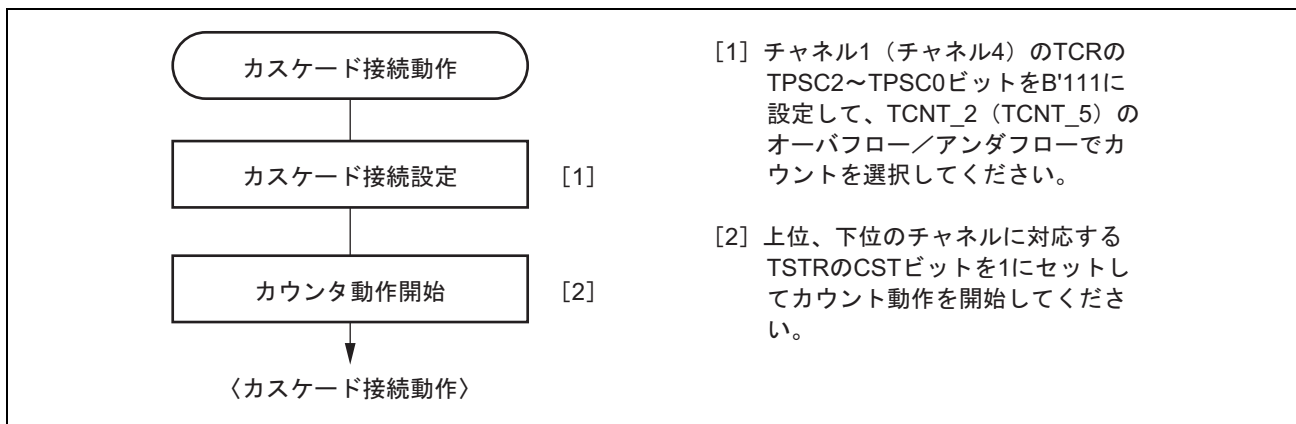 カスケード接続動作
カスケード接続設定 [1]
カウンタ動作開始 [2]
〈カスケード接続動作〉
[1] チャネル1(チャネル4)のTCRの
TPSC2~TPSC0ビットをB'111に
設定して、TCNT_2(TCNT_5)の
オーバフロー/アンダフローでカ
ウントを選択してください。
[2] 上位、下位のチャネルに対応する
TSTRのCSTビットを1にセットし
てカウント動作を開始してくださ
い。